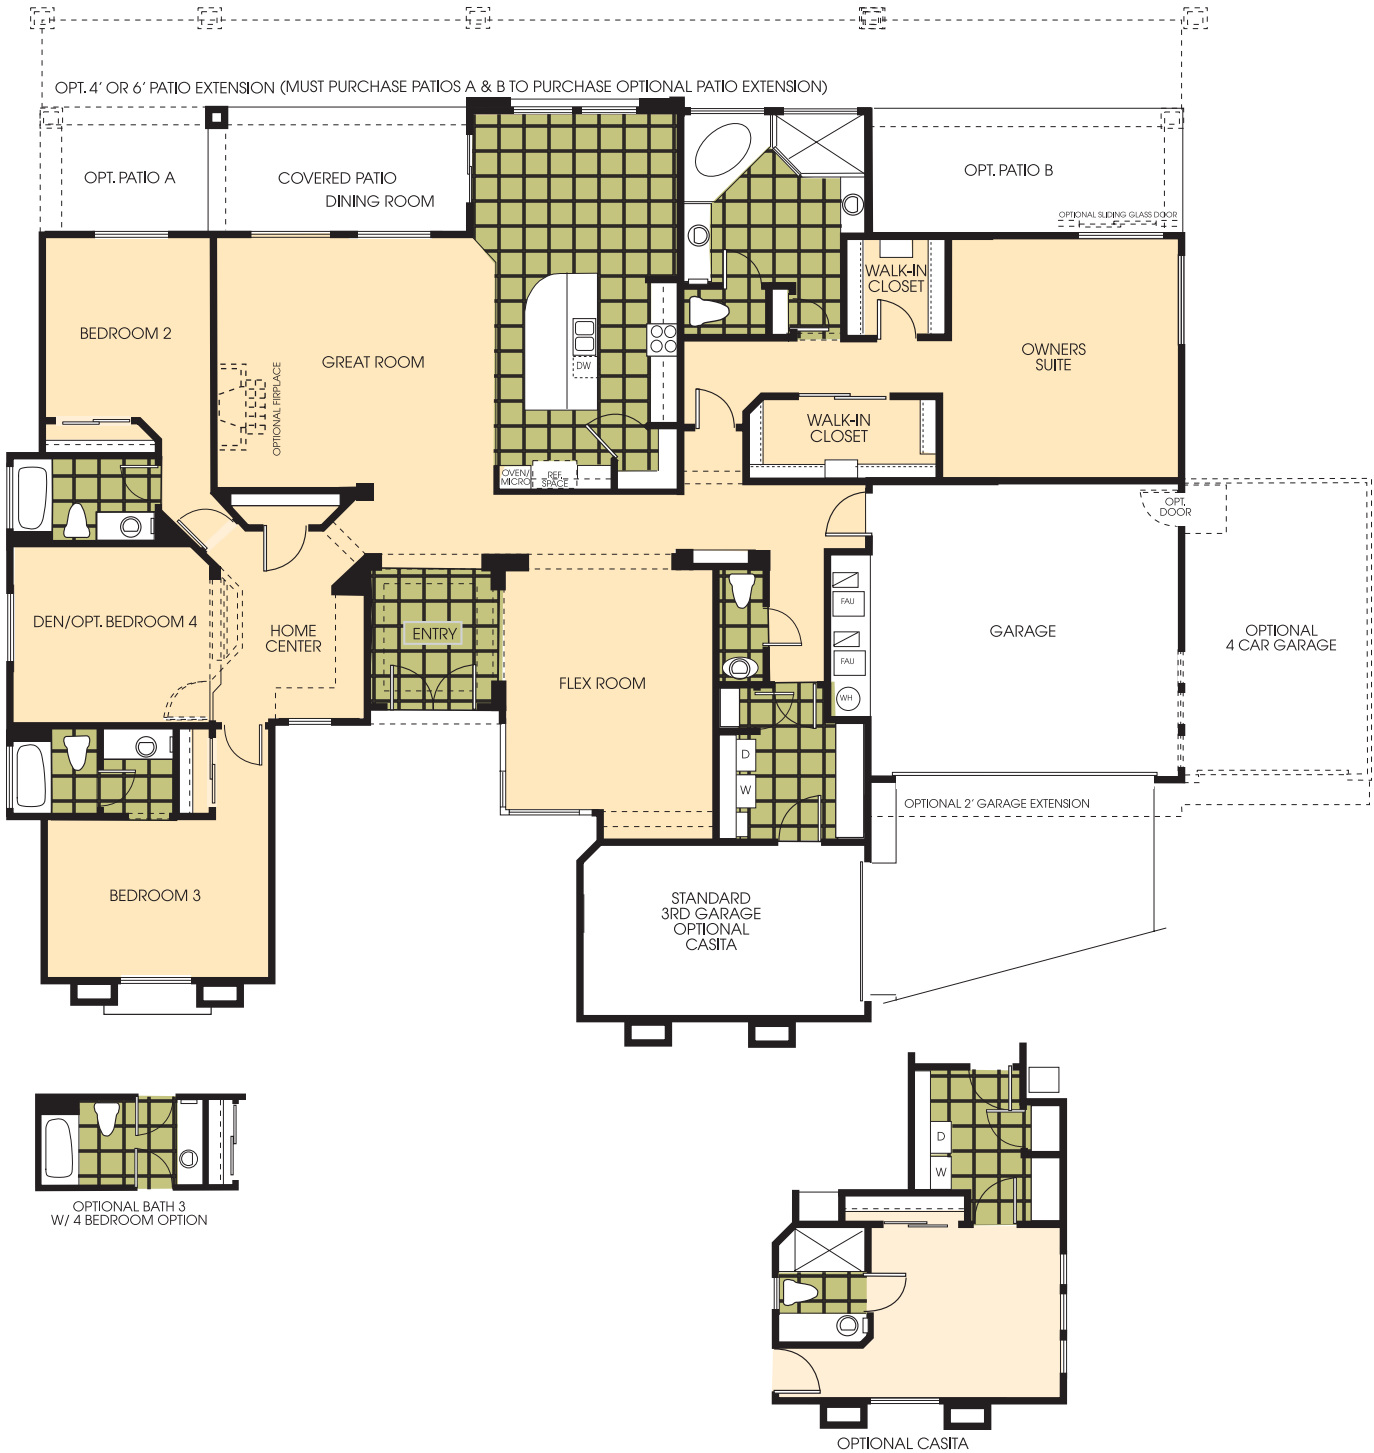 OPT. 4' OR 6' PATIO EXTENSION (MUST PURCHASE PATIOS A & B TO PURCHASE OPTIONAL PATIO EXTENSION)
OPT. PATIO A
COVERED PATIO
DINING ROOM
OPT. PATIO B
OPTIONAL SLIDING GLASS DOOR
WALK-IN
CLOSET
BEDROOM 2
GREAT ROOM
OPTIONAL FIRPLACE
DW
OWNERS
SUITE
WALK-IN
CLOSET
OVEN/
MICRO
REF.
SPACE
OPT.
DOOR
DEN/OPT. BEDROOM 4
HOME
CENTER
ENTRY
FLEX ROOM
FAU
FAU
WH
GARAGE
OPTIONAL
4 CAR GARAGE
D
W
OPTIONAL 2' GARAGE EXTENSION
BEDROOM 3
STANDARD
3RD GARAGE
OPTIONAL
CASITA
D
W
OPTIONAL BATH 3
W/ 4 BEDROOM OPTION
OPTIONAL CASITA